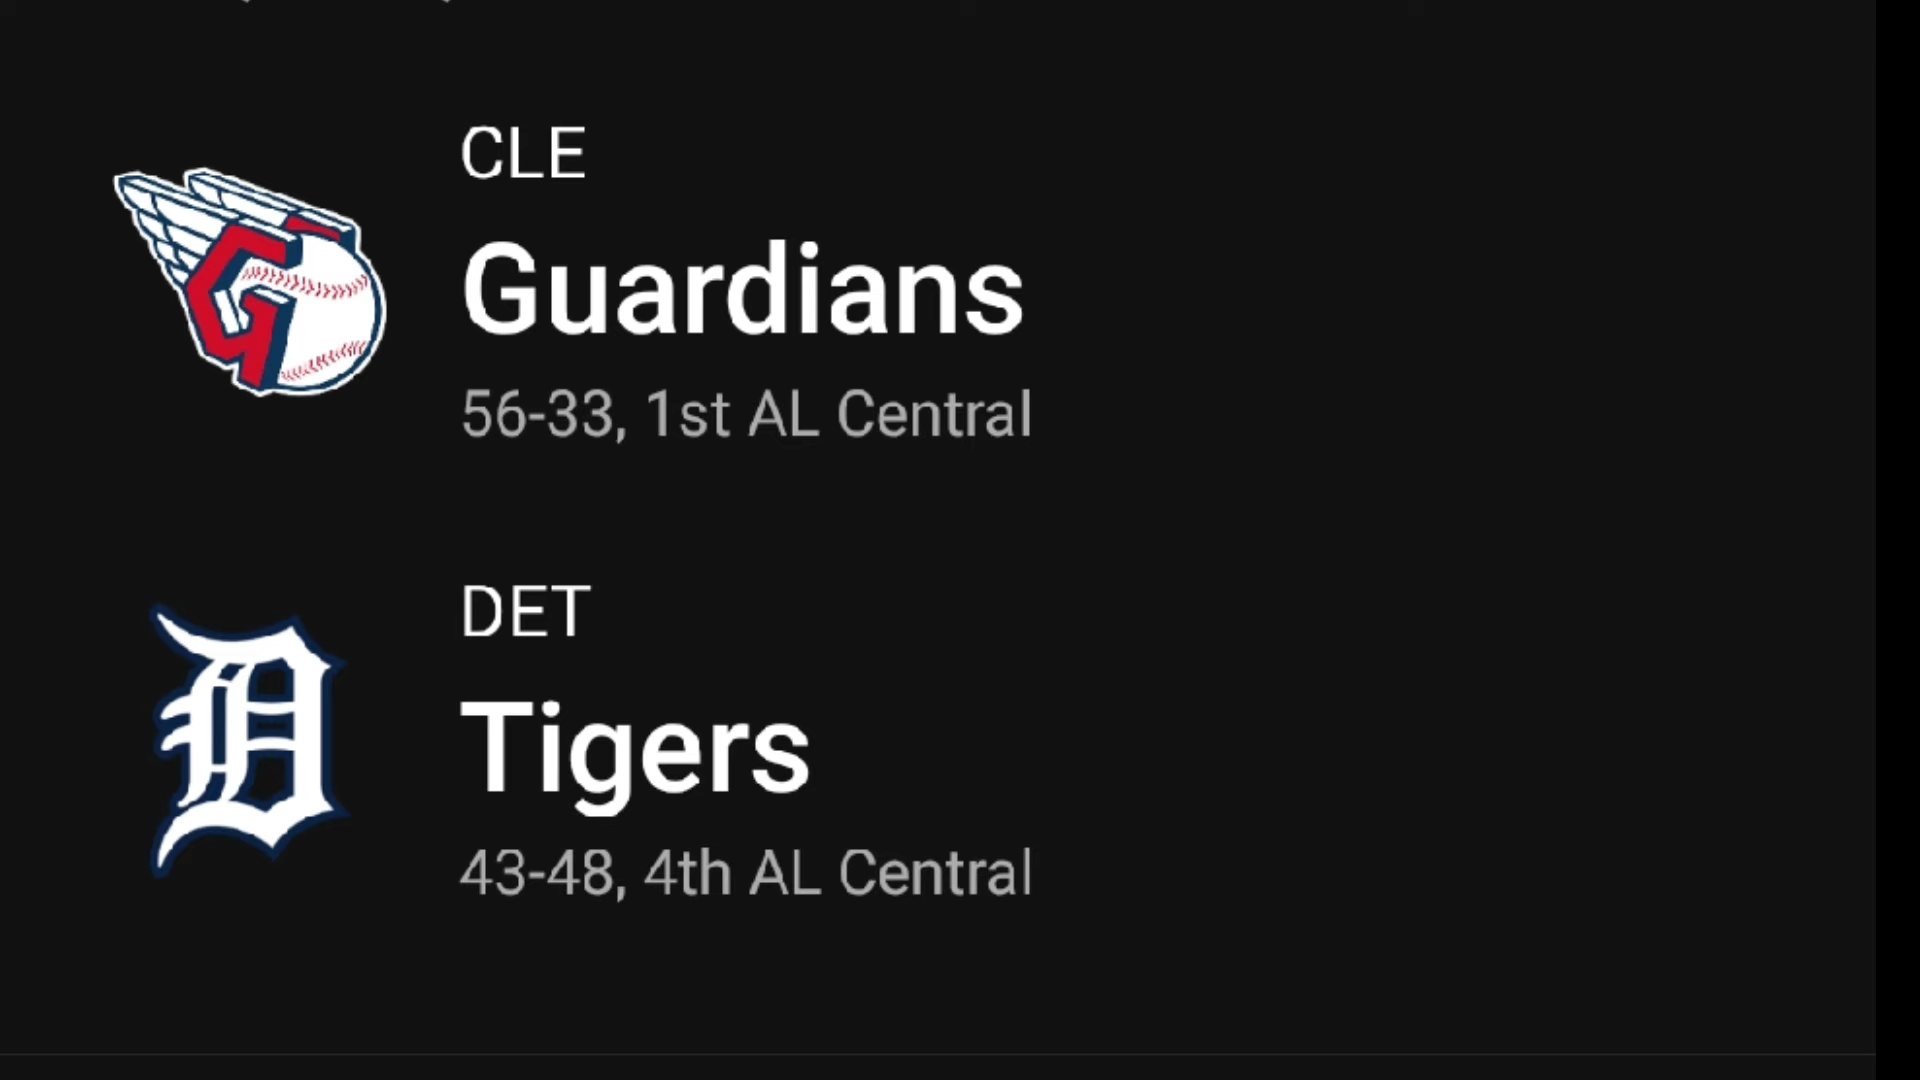 CLE
Guardians
56-33, 1st AL Central
DET
Tigers
43-48, 4th AL Central